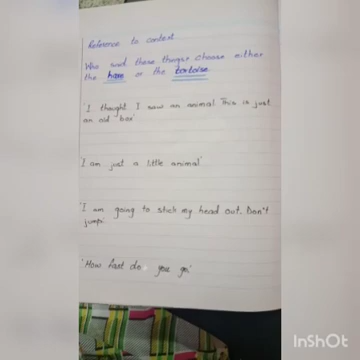 Reference to context
Who said these things choose either
the hare or the tortoise
'I thought I saw an animal. This is just
an old box'
'I am just a little animal'
'I am going to stick my head out. Don't
jump'
'How fast do you go'
InShOt